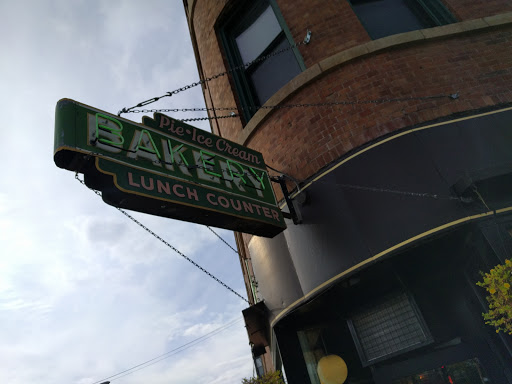 Pie • Ice Cream
BAKERY
LUNCH COUNTER